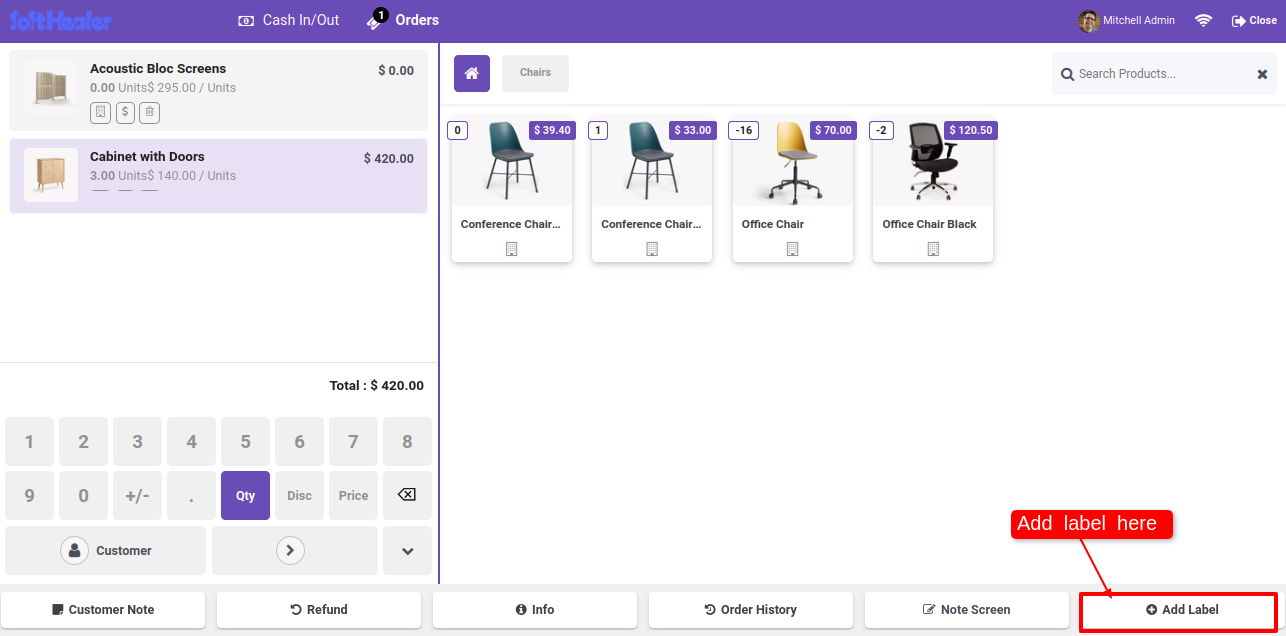 SoftHealer
Cash In/Out
1
Orders
Mitchell Admin
Close
Acoustic Bloc Screens
$ 0.00
0.00 Units$ 295.00 / Units
$
Cabinet with Doors
$ 420.00
3.00 Units$ 140.00 / Units
Total : $ 420.00
1 2 3 4 5 6 7 8
9 0 +/- . Qty Disc Price
Customer
Chairs
Search Products...
0 $ 39.40
Conference Chair...
1 $ 33.00
Conference Chair...
-16 $ 70.00
Office Chair
-2 $ 120.50
Office Chair Black
Add label here
Customer Note
Refund
Info
Order History
Note Screen
Add Label